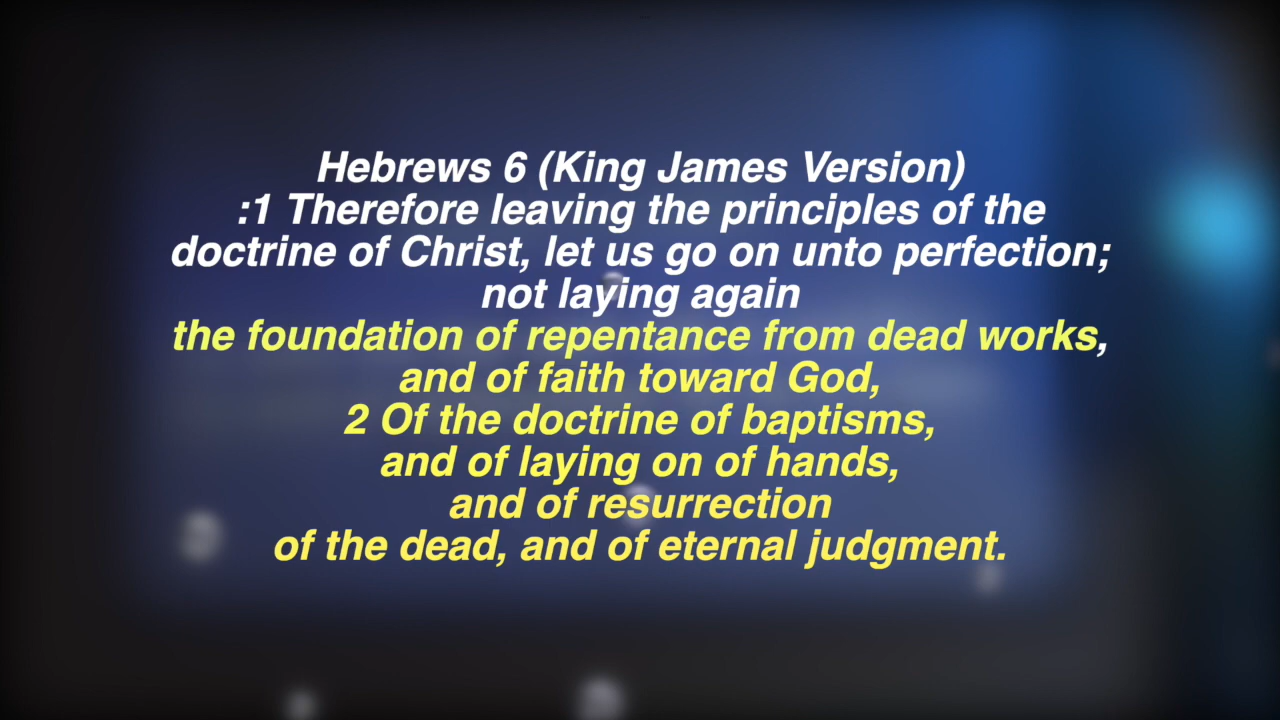 Hebrews 6 (King James Version)
:1 Therefore leaving the principles of the
doctrine of Christ, let us go on unto perfection;
not laying again
the foundation of repentance from dead works,
and of faith toward God,
2 Of the doctrine of baptisms,
and of laying on of hands,
and of resurrection
of the dead, and of eternal judgment.